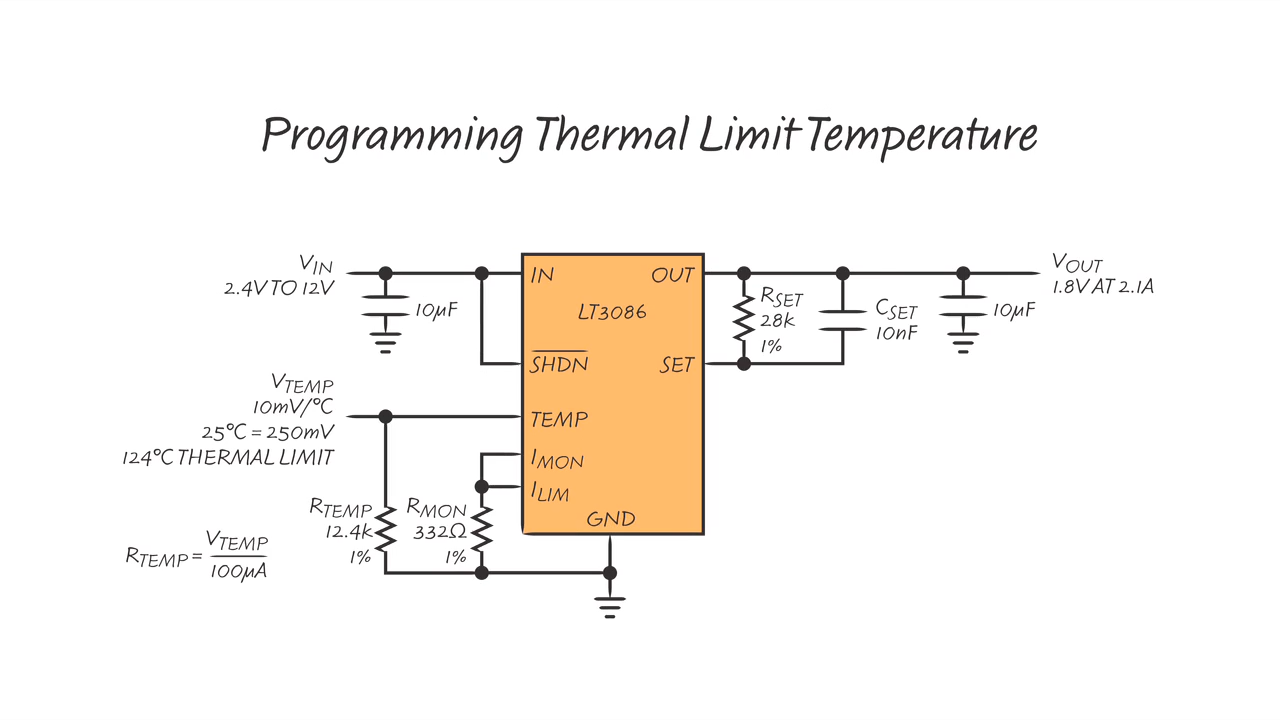 Programming Thermal Limit Temperature
VIN
2.4V TO 12V
10µF
IN
OUT
LT3086
SHDN
SET
TEMP
IMON
ILIM
GND
RSET
28k
1%
CSET
10nF
10µF
VOUT
1.8V AT 2.1A
VTEMP
10mV/°C
25°C = 250mV
124°C THERMAL LIMIT
RTEMP
12.4k
1%
RMON
332Ω
1%
RTEMP = VTEMP
100µA